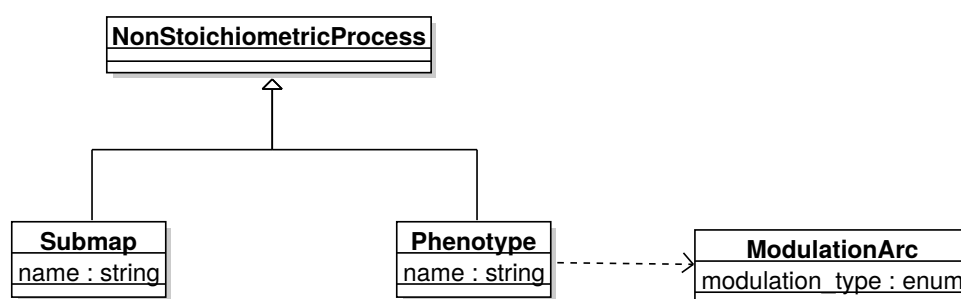 NonStoichiometricProcess
Submap
name : string
Phenotype
name : string
ModulationArc
modulation_type : enum